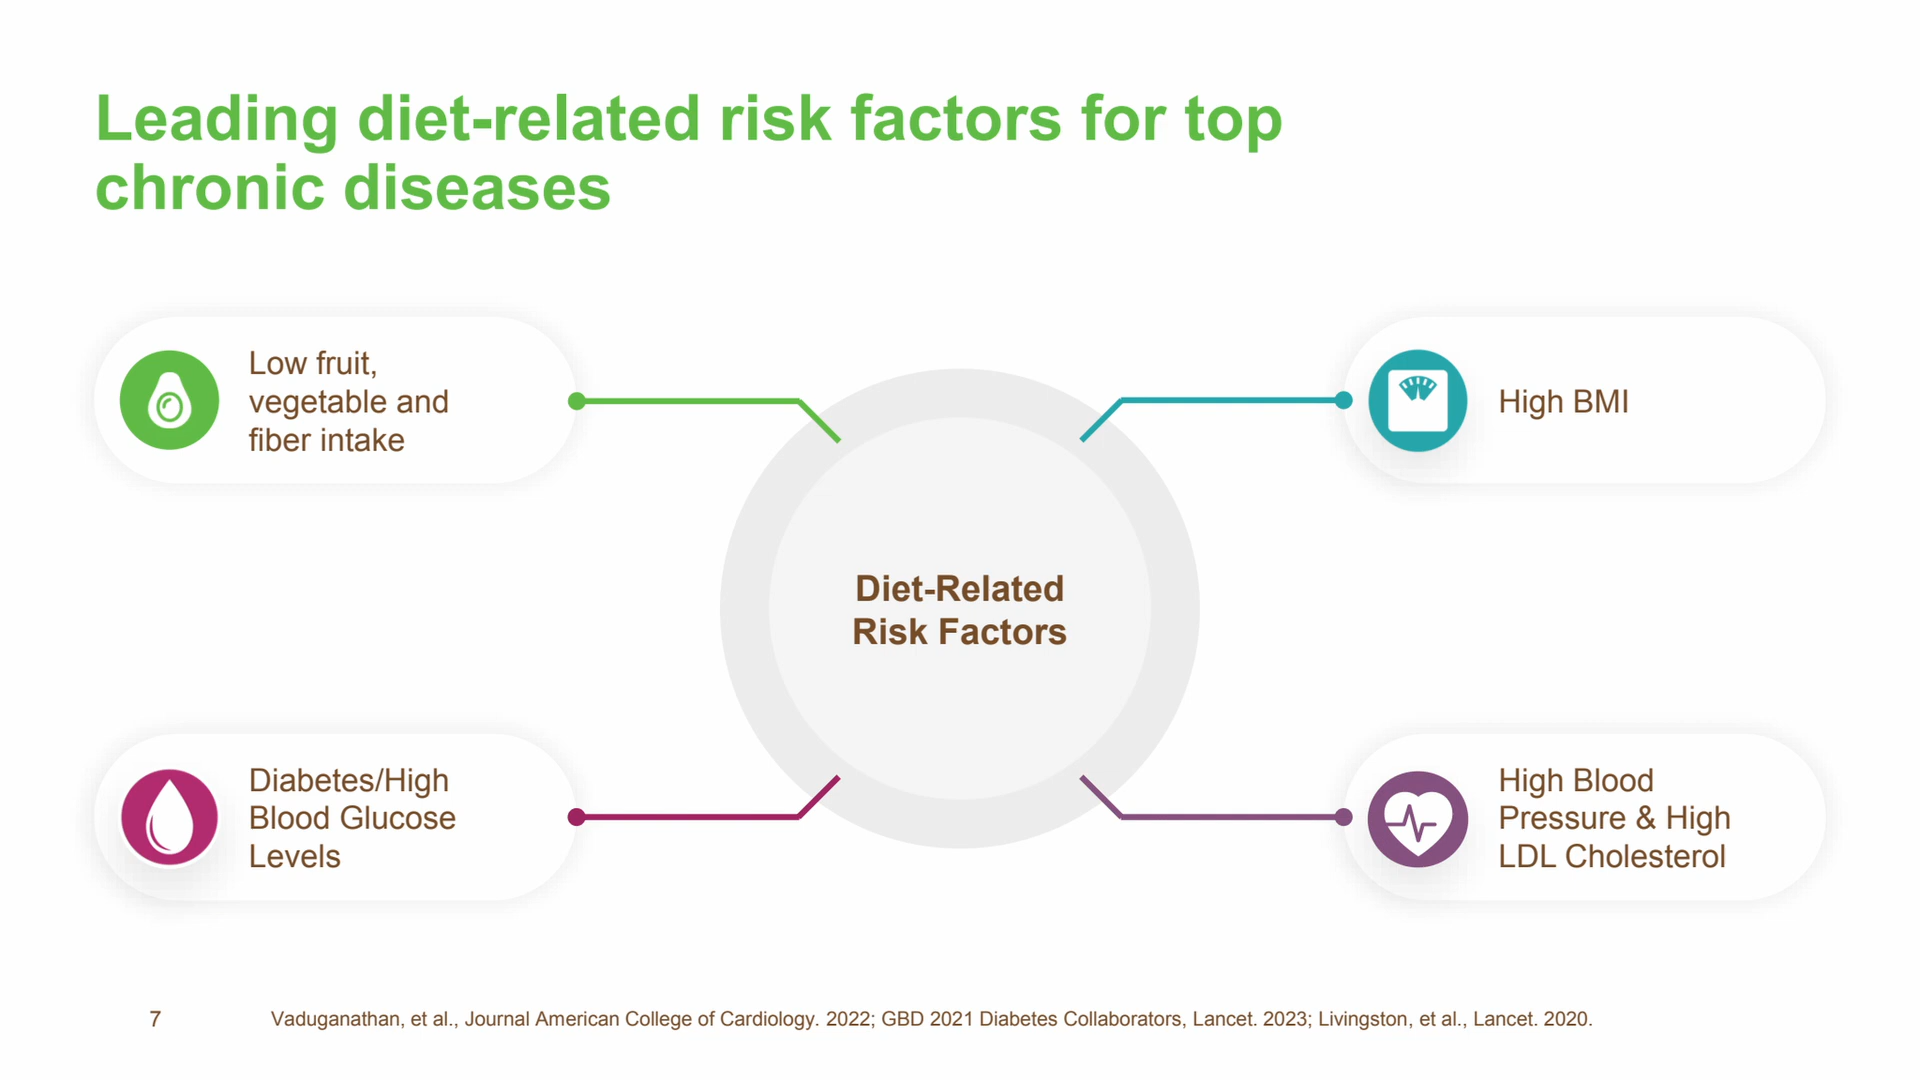 Leading diet-related risk factors for top
chronic diseases
Low fruit,
vegetable and
fiber intake
High BMI
Diet-Related
Risk Factors
Diabetes/High
Blood Glucose
Levels
High Blood
Pressure & High
LDL Cholesterol
7
Vaduganathan, et al., Journal American College of Cardiology. 2022; GBD 2021 Diabetes Collaborators, Lancet. 2023; Livingston, et al., Lancet. 2020.